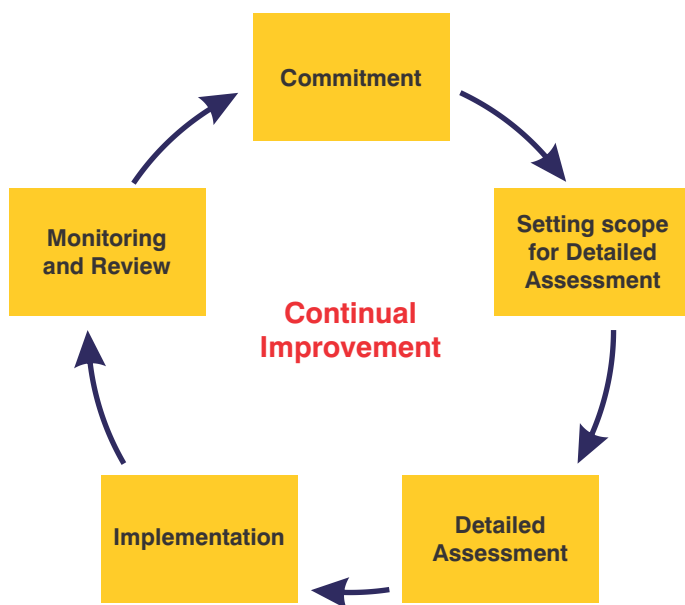 Commitment
Setting scope
for Detailed
Assessment
Detailed
Assessment
Implementation
Monitoring
and Review
Continual
Improvement